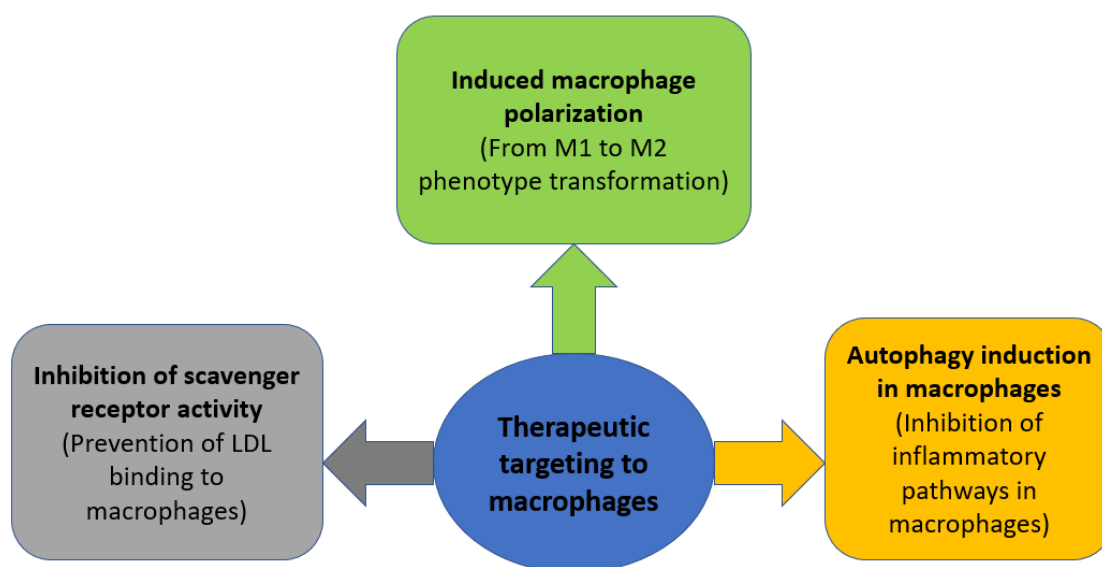 Induced macrophage
polarization
(From M1 to M2
phenotype transformation)
Inhibition of scavenger
receptor activity
(Prevention of LDL
binding to
macrophages)
Therapeutic
targeting to
macrophages
Autophagy induction
in macrophages
(Inhibition of
inflammatory
pathways in
macrophages)